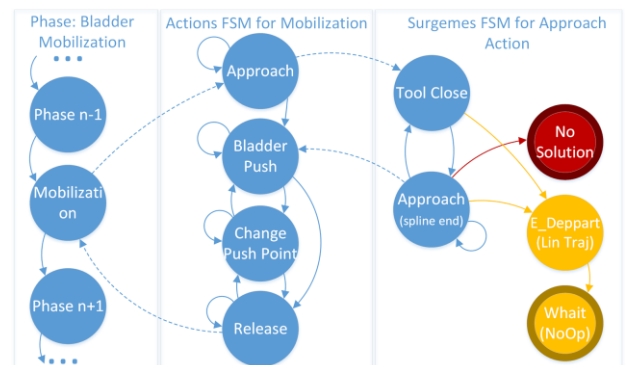 Phase: Bladder
Mobilization
Phase n-1
Mobilizati
on
Phase n+1
Actions FSM for Mobilization
Approach
Bladder
Push
Change
Push Point
Release
Surgemes FSM for Approach
Action
Tool Close
Approach
(spline end)
No
Solution
E_Deppart
(Lin Traj)
Whait
(NoOp)